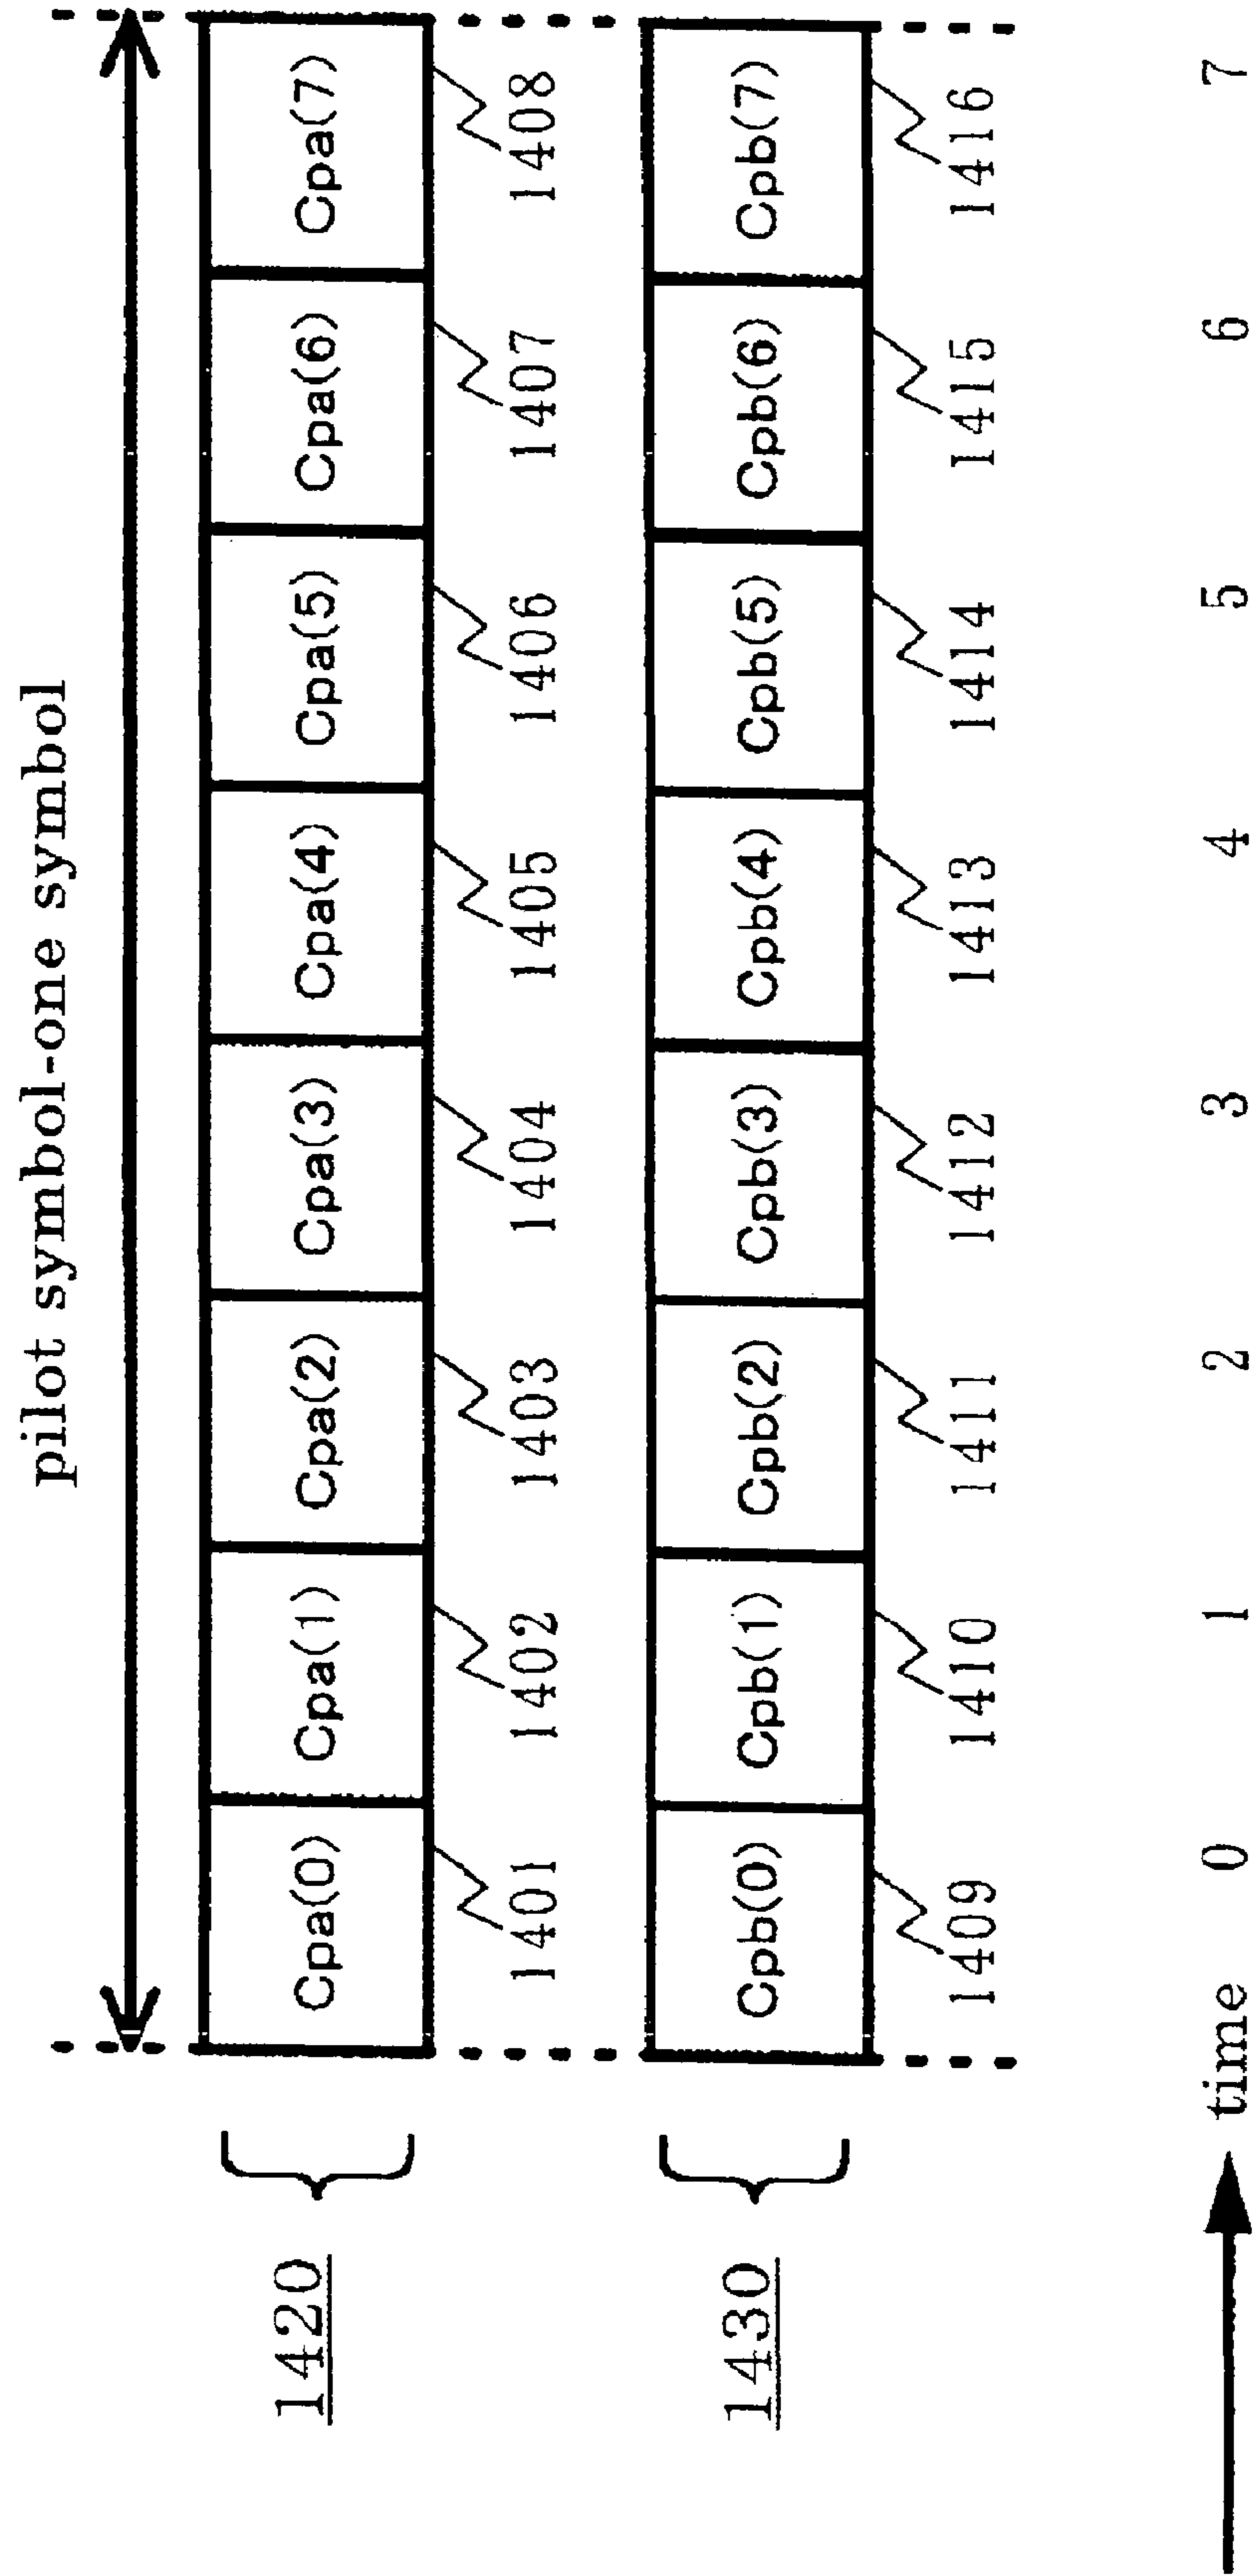 pilot symbol-one symbol
1420
Cpa(0) Cpa(1) Cpa(2) Cpa(3) Cpa(4) Cpa(5) Cpa(6) Cpa(7)
1401 1402 1403 1404 1405 1406 1407 1408
1430
Cpb(0) Cpb(1) Cpb(2) Cpb(3) Cpb(4) Cpb(5) Cpb(6) Cpb(7)
1409 1410 1411 1412 1413 1414 1415 1416
time 0 1 2 3 4 5 6 7